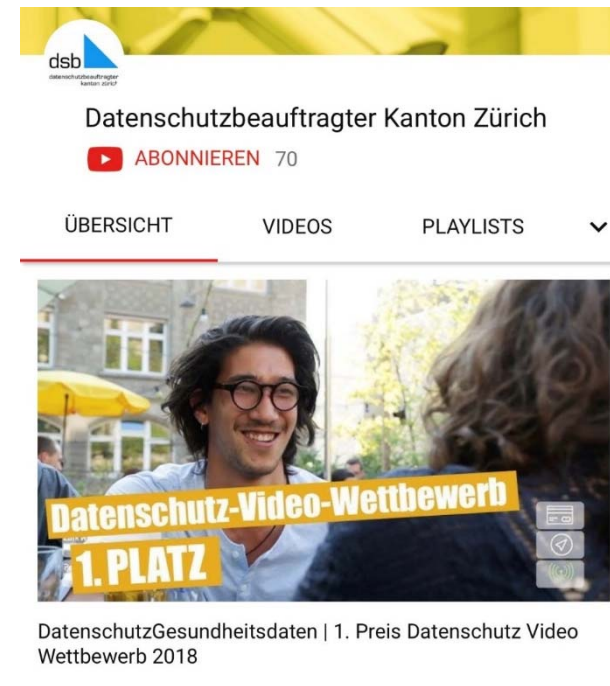 dsb
datenschutzbeauftragter
kanton zürich
Datenschutzbeauftragter Kanton Zürich
ABONNIEREN 70
ÜBERSICHT VIDEOS PLAYLISTS
Datenschutz-Video-Wettbewerb
1. PLATZ
DatenschutzGesundheitsdaten | 1. Preis Datenschutz Video
Wettbewerb 2018